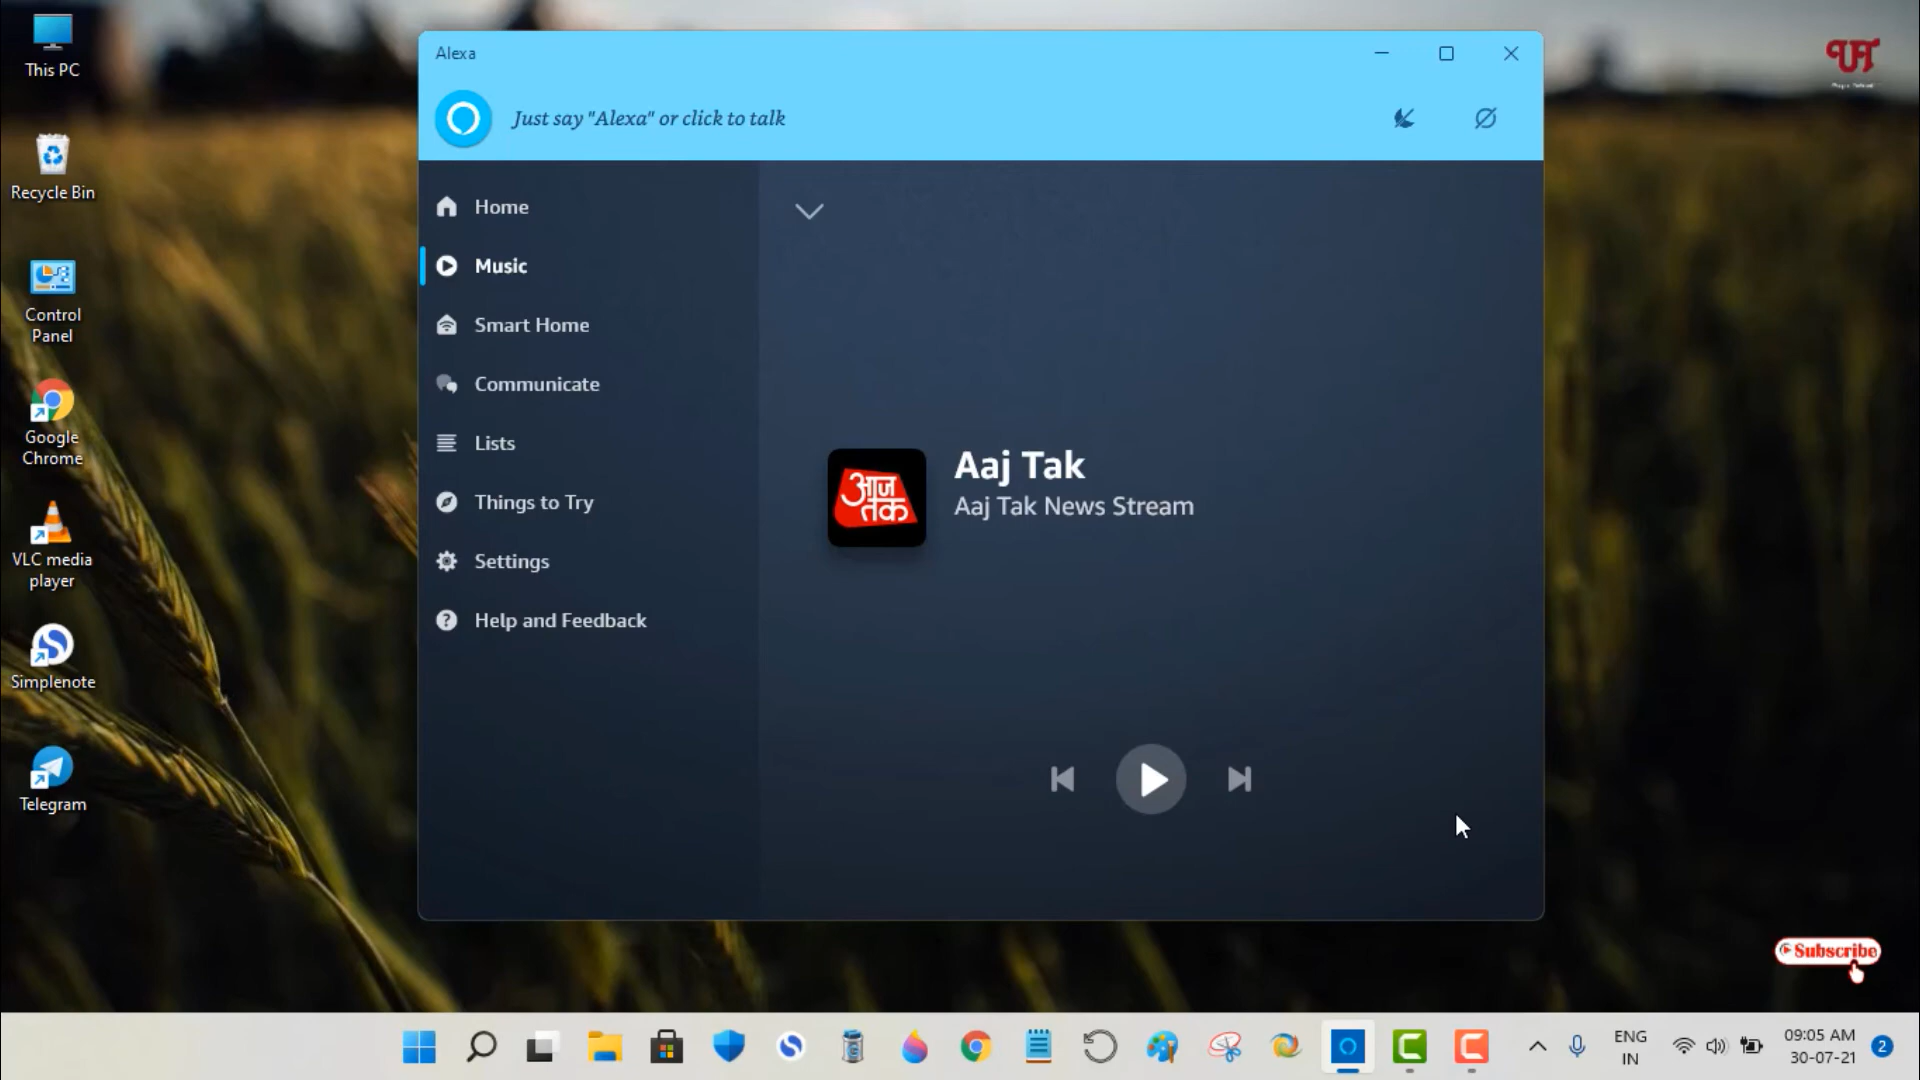 This PC
Recycle Bin
Control
Panel
Google
Chrome
VLC media
player
Simplenote
Telegram
Alexa
Just say "Alexa" or click to talk
Home
Music
Smart Home
Communicate
Lists
Things to Try
Settings
Help and Feedback
आज
तक
Aaj Tak
Aaj Tak News Stream
Subscribe
ENG
IN
09:05 AM
30-07-21
2